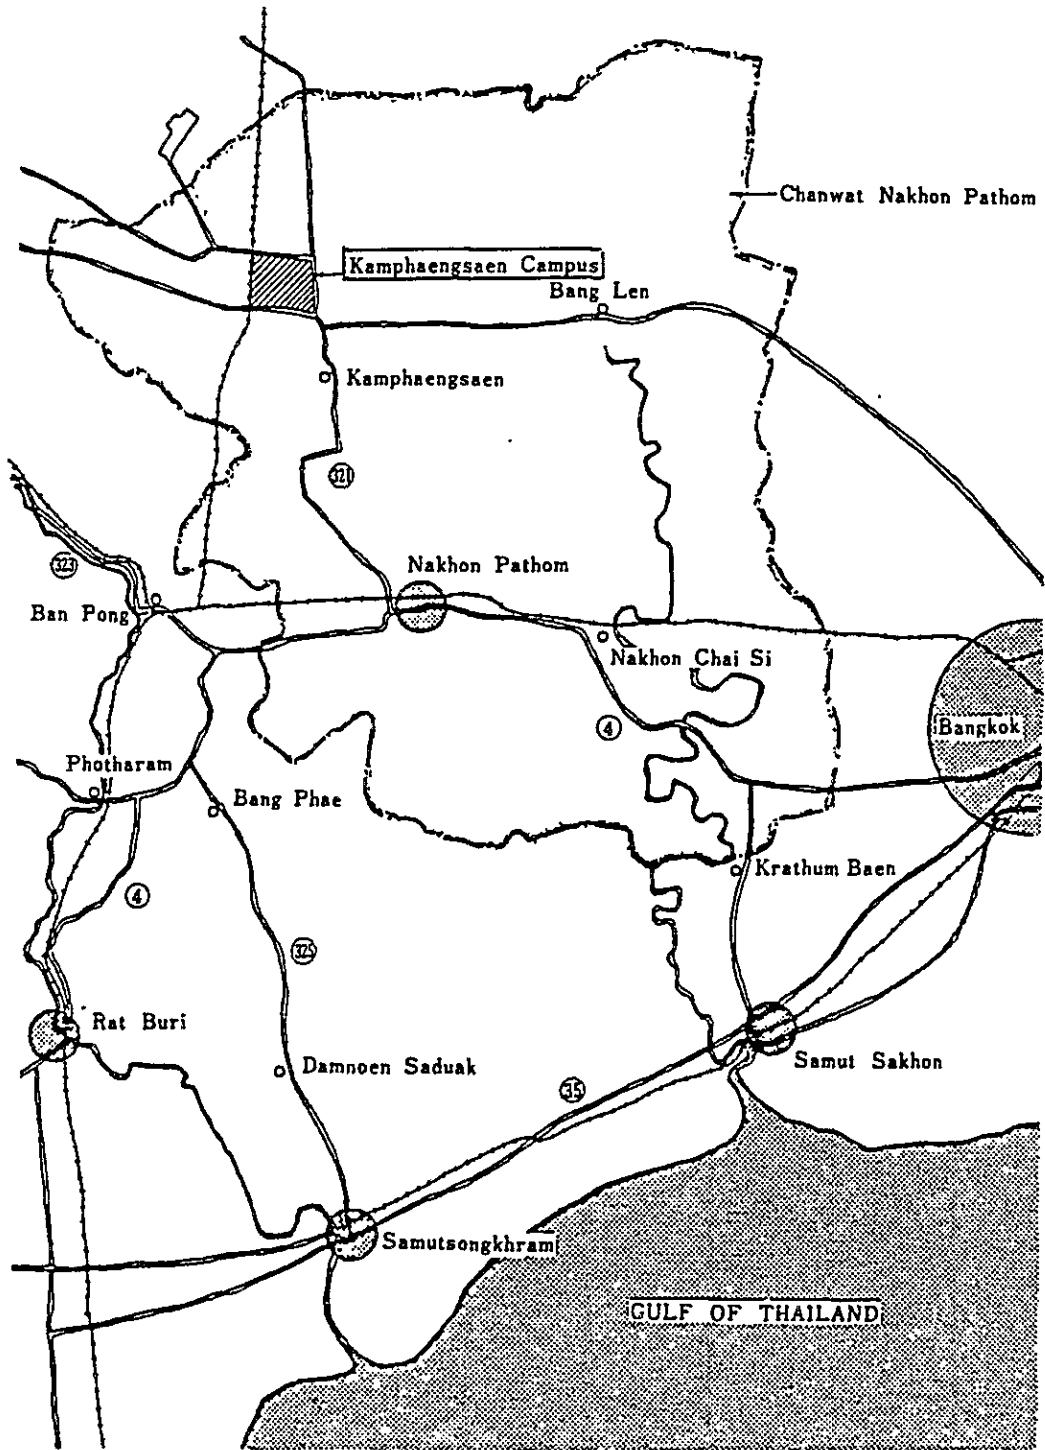 Chanwat Nakhon Pathom
Kamphaengsaen Campus
Bang Len
Kamphaengsaen
321
323
Nakhon Pathom
Ban Pong
Nakhon Chai Si
4
Bangkok
Photharam
Bang Phae
Krathum Baen
4
325
Rat Buri
Samut Sakhon
Damnoen Saduak
35
Samutsongkhram
GULF OF THAILAND